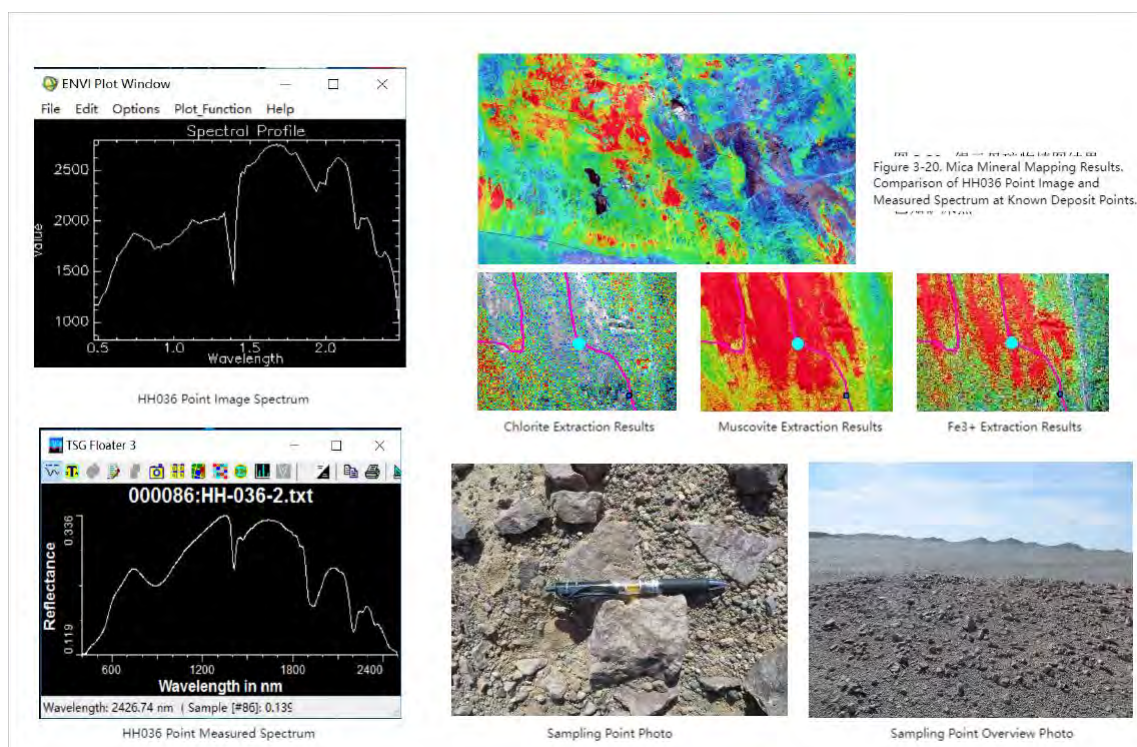 ENVI Plot Window
File Edit Options Plot_Function Help
Spectral Profile
2500
2000
1500
1000
Value
0.5 1.0 1.5 2.0
Wavelength
HH036 Point Image Spectrum
Figure 3-20. Mica Mineral Mapping Results.
Comparison of HH036 Point Image and
Measured Spectrum at Known Deposit Points.
Chlorite Extraction Results
Muscovite Extraction Results
Fe3+ Extraction Results
TSG Floater 3
000086:HH-036-2.txt
0.336
Reflectance
0.119
600 1200 1800 2400
Wavelength in nm
Wavelength: 2426.74 nm ( Sample [#86]: 0.139
HH036 Point Measured Spectrum
Sampling Point Photo
Sampling Point Overview Photo